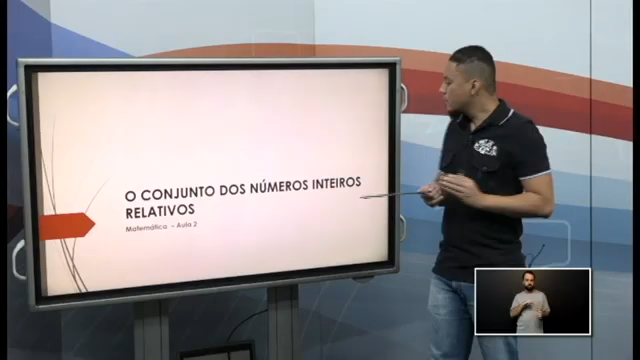 O CONJUNTO DOS NÚMEROS INTEIROS
RELATIVOS
Matemática – Aula 2